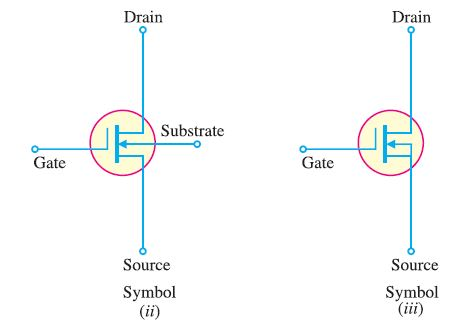 Drain
Drain
Substrate
Gate
Gate
Source
Source
Symbol
(ii)
Symbol
(iii)